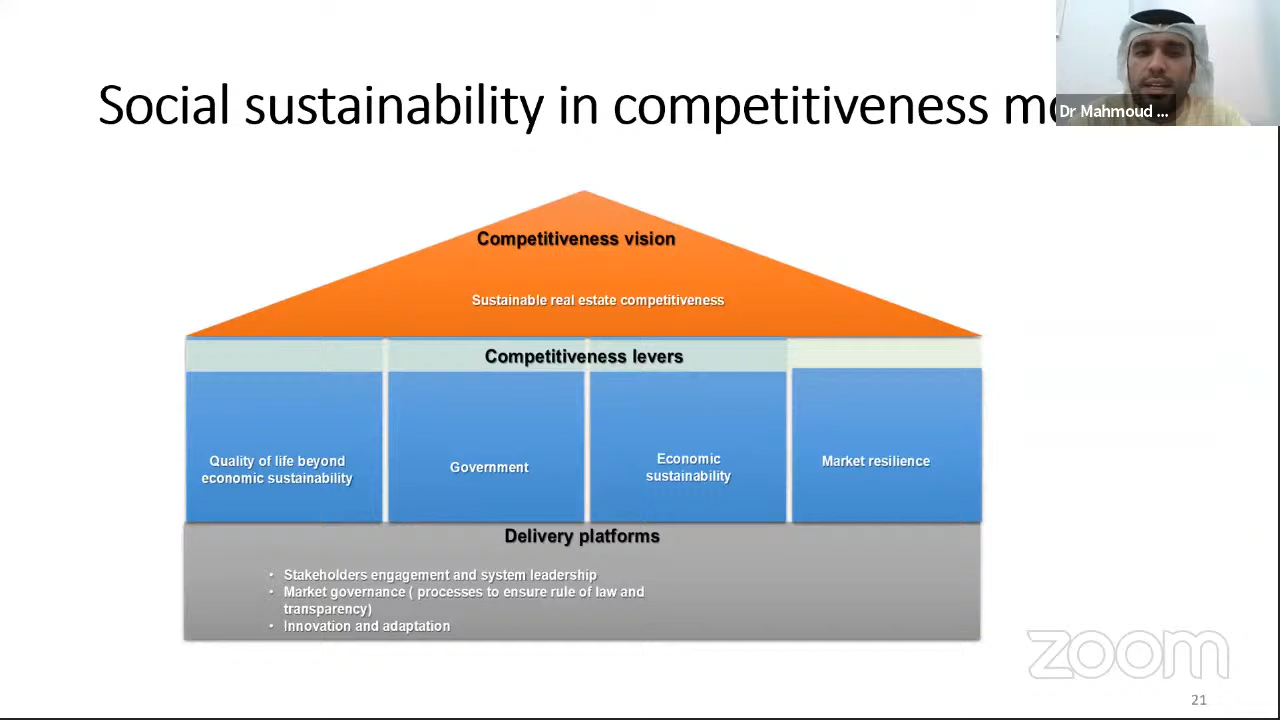 Social sustainability in competitiveness
Dr Mahmoud ...
Competitiveness vision
Sustainable real estate competitiveness
Competitiveness levers
Quality of life beyond
economic sustainability
Government
Economic
sustainability
Market resilience
Delivery platforms
• Stakeholders engagement and system leadership
• Market governance ( processes to ensure rule of law and
transparency)
• Innovation and adaptation
zoom
21